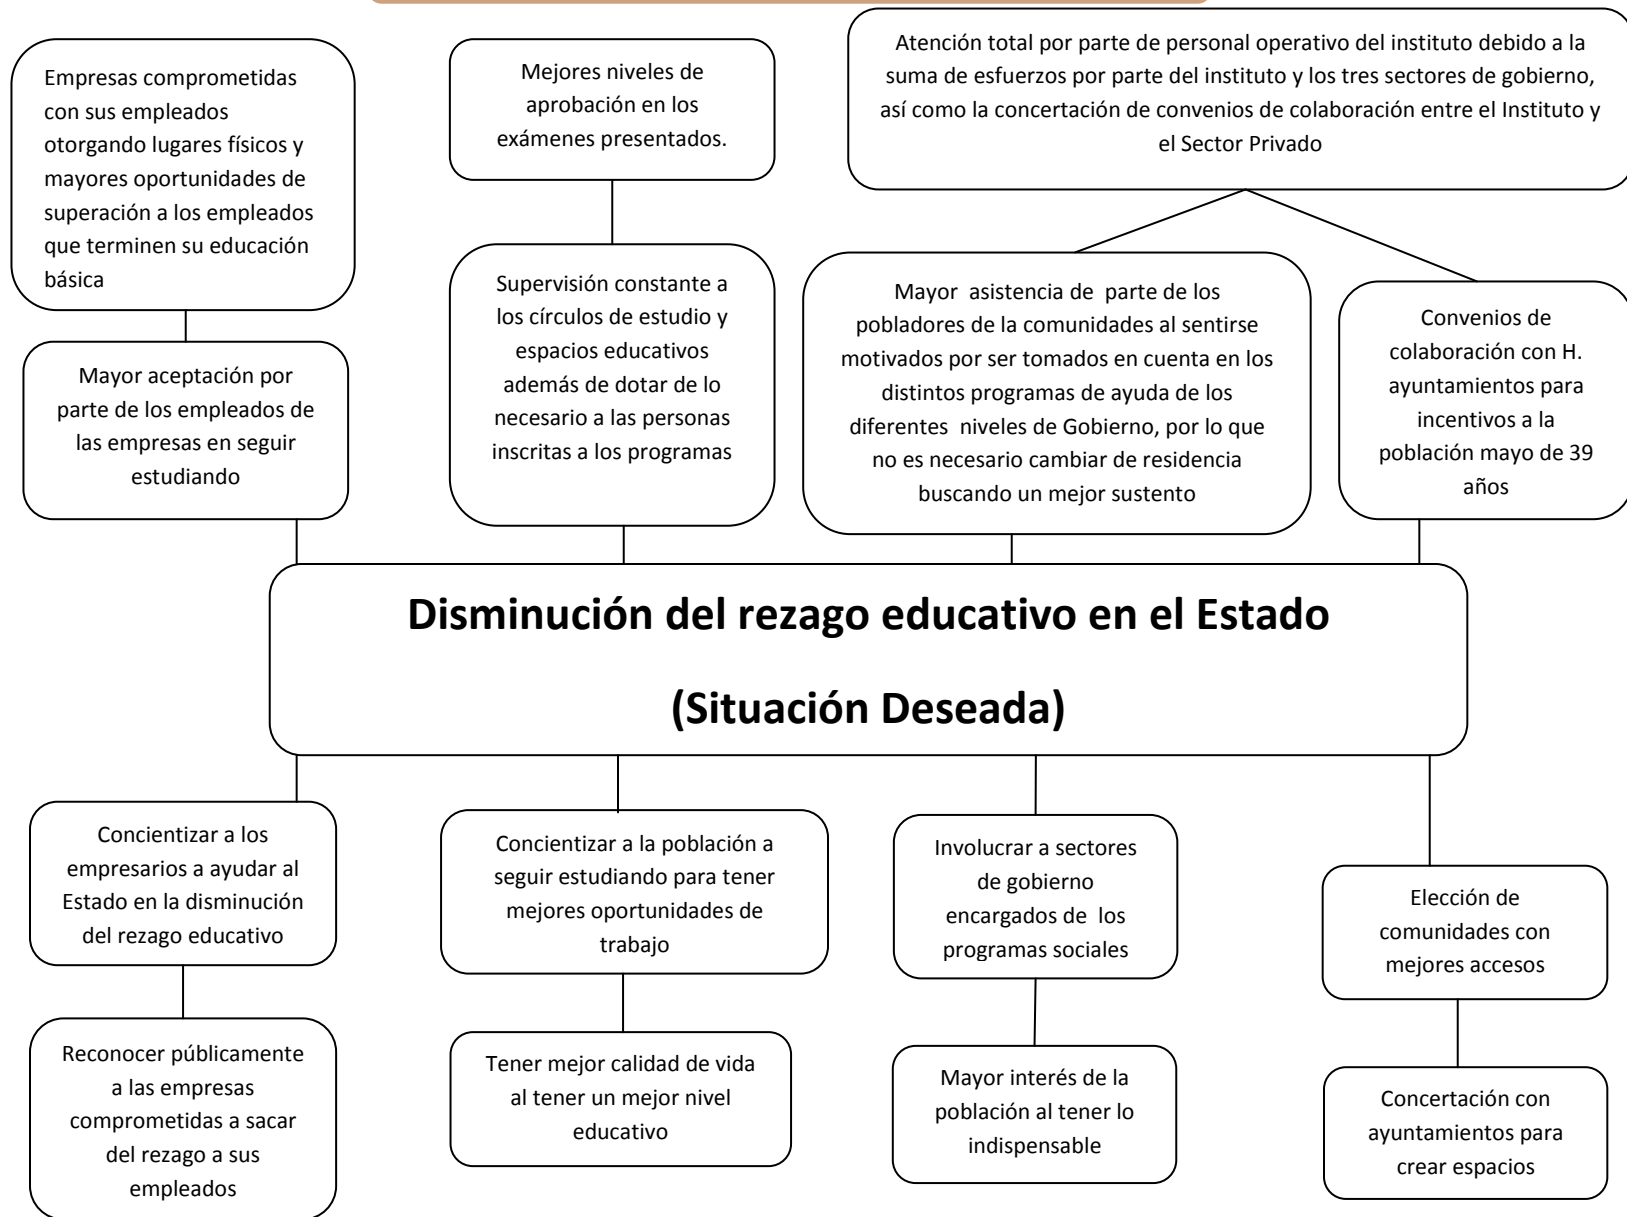 Empresas comprometidas
con sus empleados
otorgando lugares físicos y
mayores oportunidades de
superación a los empleados
que terminen su educación
básica
Mejores niveles de
aprobación en los
exámenes presentados.
Atención total por parte de personal operativo del instituto debido a la
suma de esfuerzos por parte del instituto y los tres sectores de gobierno,
así como la concertación de convenios de colaboración entre el Instituto y
el Sector Privado
Mayor aceptación por
parte de los empleados de
las empresas en seguir
estudiando
Supervisión constante a
los círculos de estudio y
espacios educativos
además de dotar de lo
necesario a las personas
inscritas a los programas
Mayor asistencia de parte de los
pobladores de la comunidades al sentirse
motivados por ser tomados en cuenta en los
distintos programas de ayuda de los
diferentes niveles de Gobierno, por lo que
no es necesario cambiar de residencia
buscando un mejor sustento
Convenios de
colaboración con H.
ayuntamientos para
incentivos a la
población mayo de 39
años
Disminución del rezago educativo en el Estado
(Situación Deseada)
Concientizar a los
empresarios a ayudar al
Estado en la disminución
del rezago educativo
Concientizar a la población a
seguir estudiando para tener
mejores oportunidades de
trabajo
Involucrar a sectores
de gobierno
encargados de los
programas sociales
Elección de
comunidades con
mejores accesos
Reconocer públicamente
a las empresas
comprometidas a sacar
del rezago a sus
empleados
Tener mejor calidad de vida
al tener un mejor nivel
educativo
Mayor interés de la
población al tener lo
indispensable
Concertación con
ayuntamientos para
crear espacios